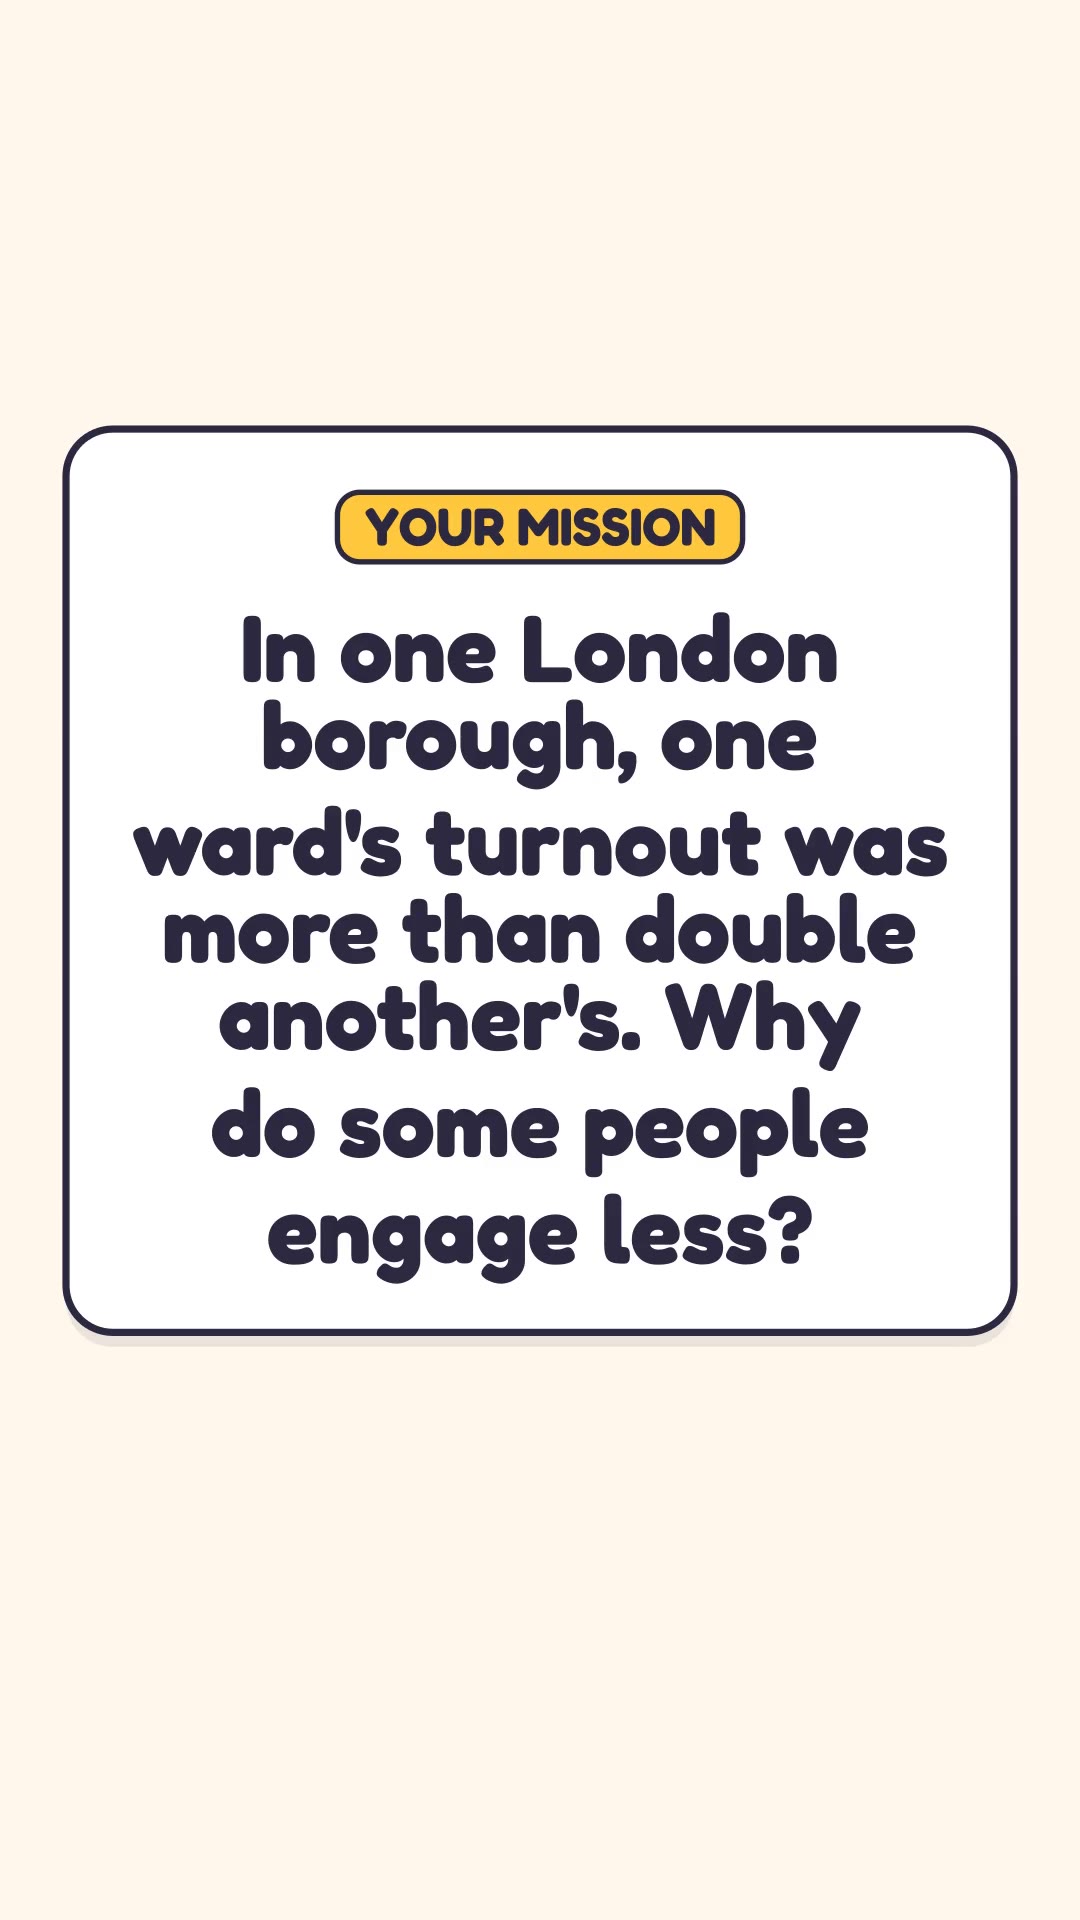 YOUR MISSION
In one London
borough, one
ward's turnout was
more than double
another's. Why
do some people
engage less?